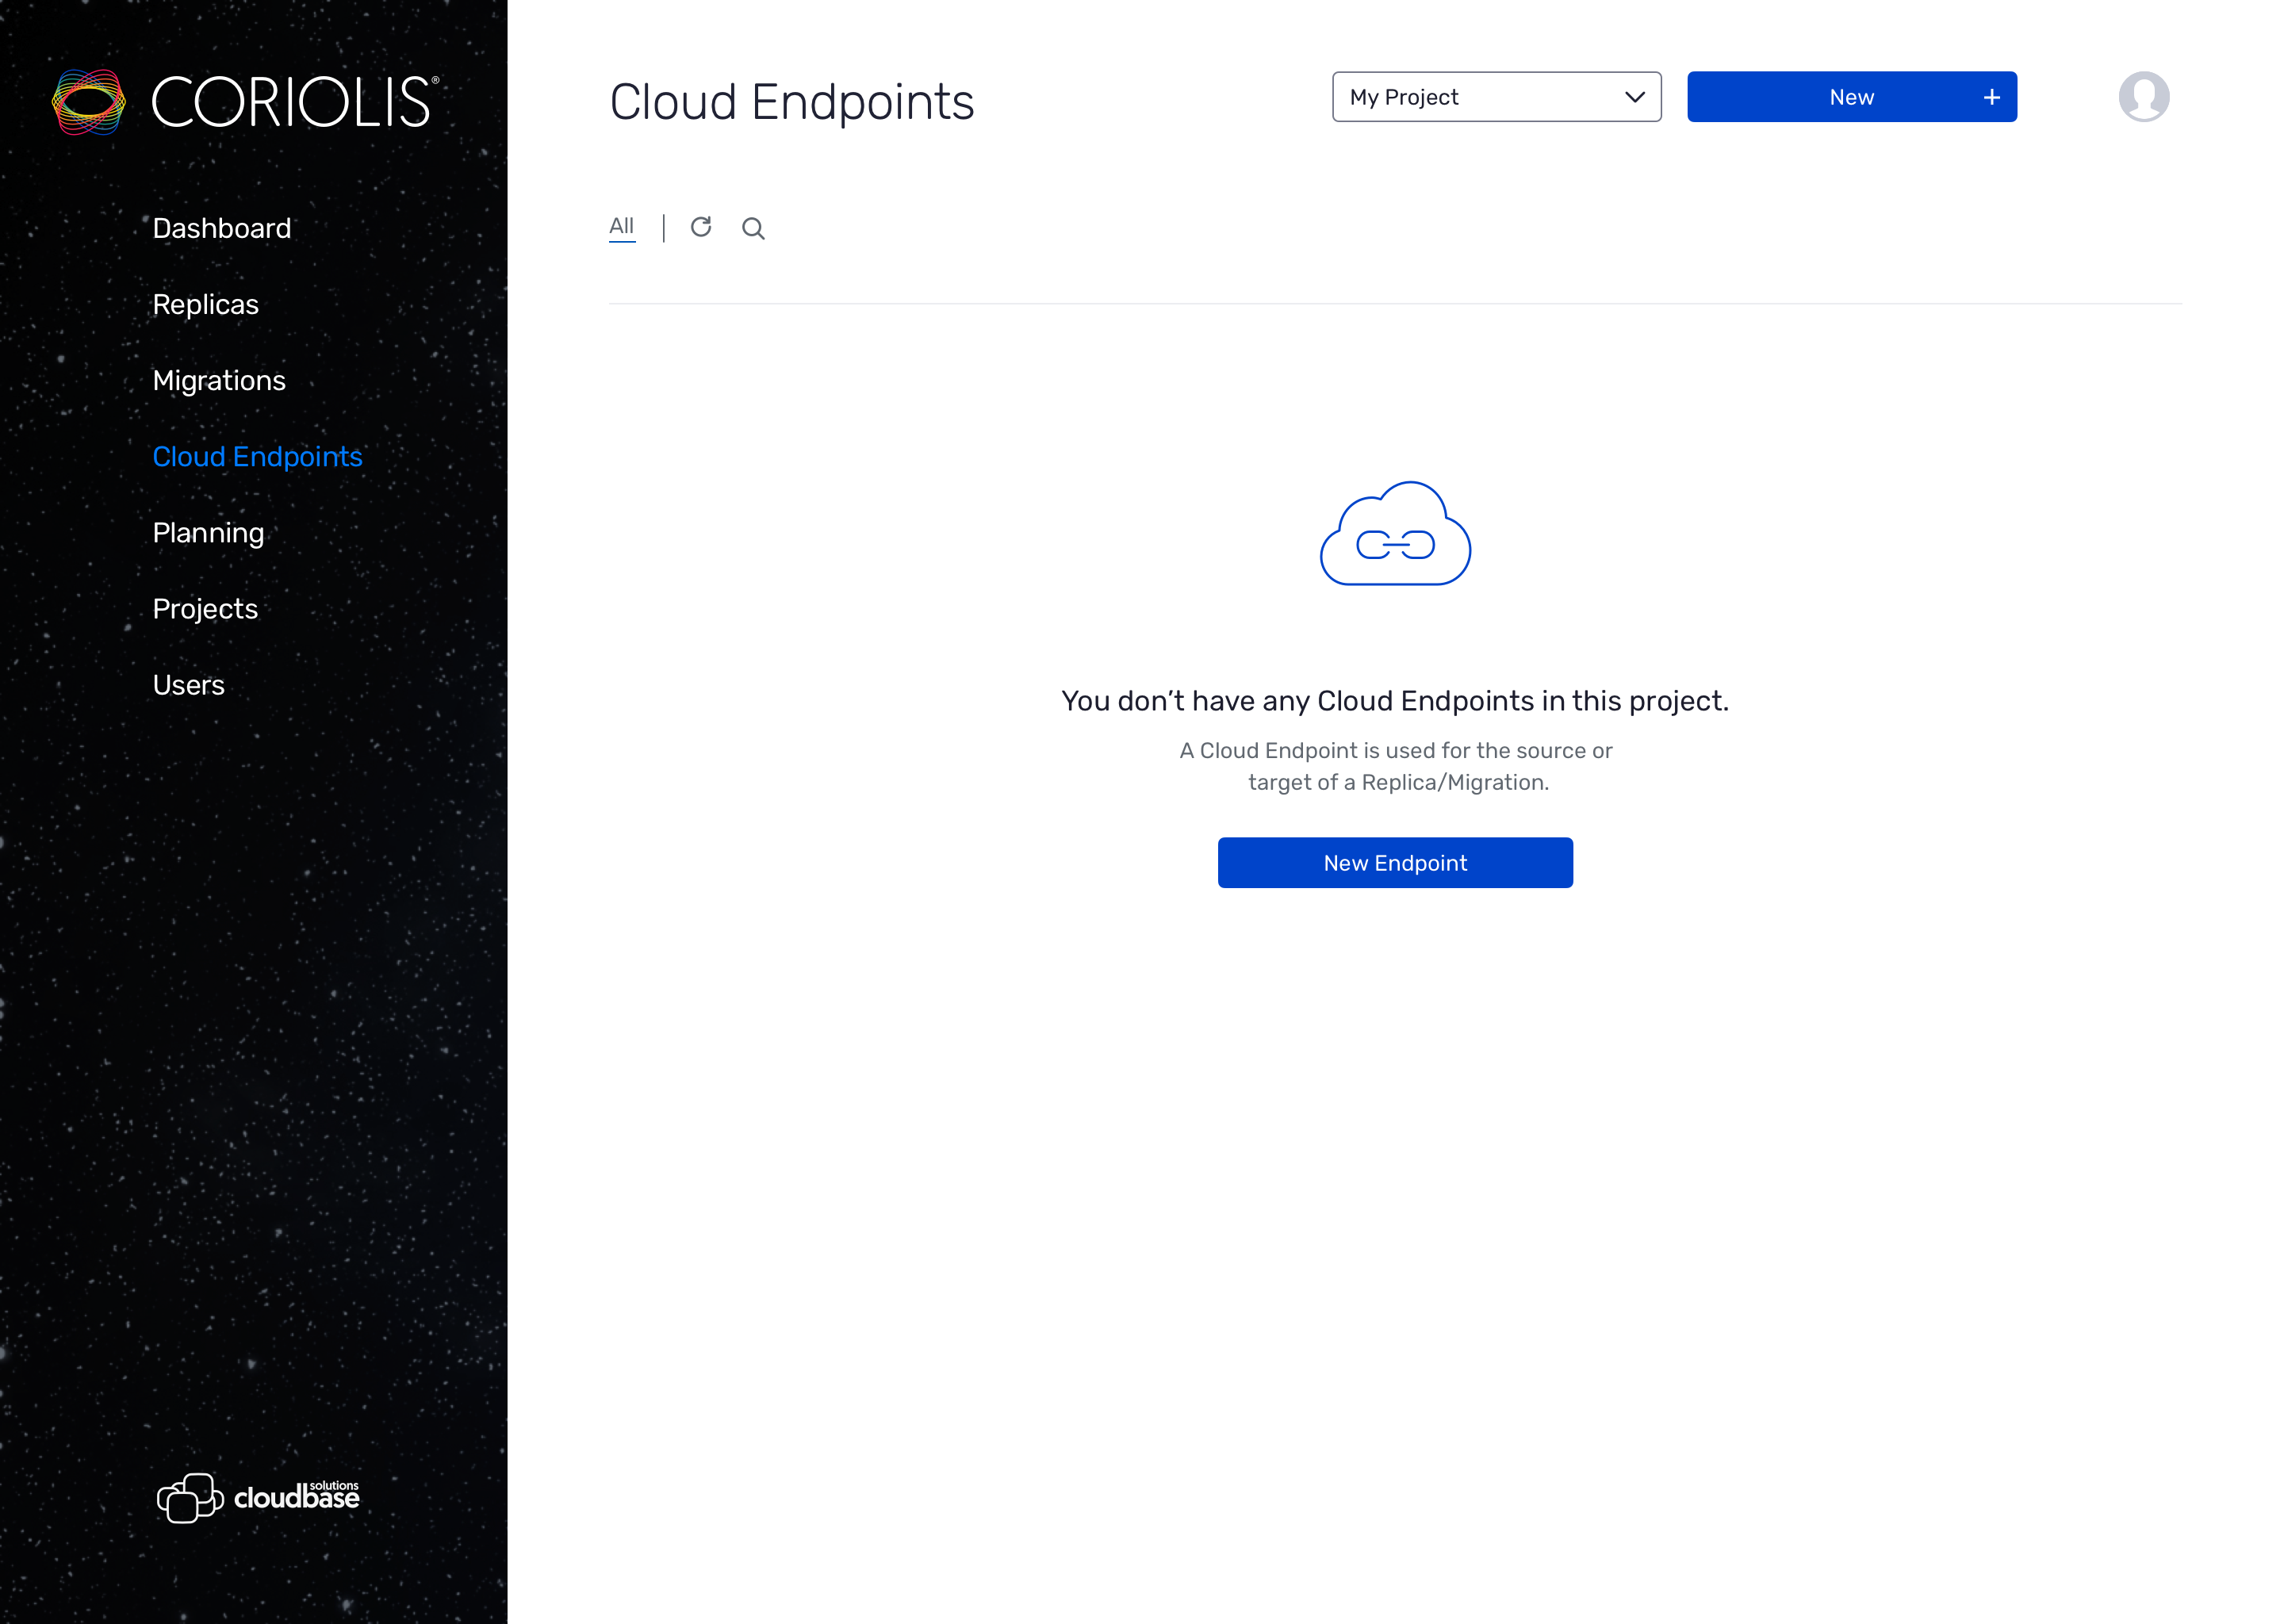 CORIOLIS®
Dashboard
Replicas
Migrations
Cloud Endpoints
Planning
Projects
Users
solutions
cloudbase
Cloud Endpoints
My Project
New
All
You don’t have any Cloud Endpoints in this project.
A Cloud Endpoint is used for the source or
target of a Replica/Migration.
New Endpoint